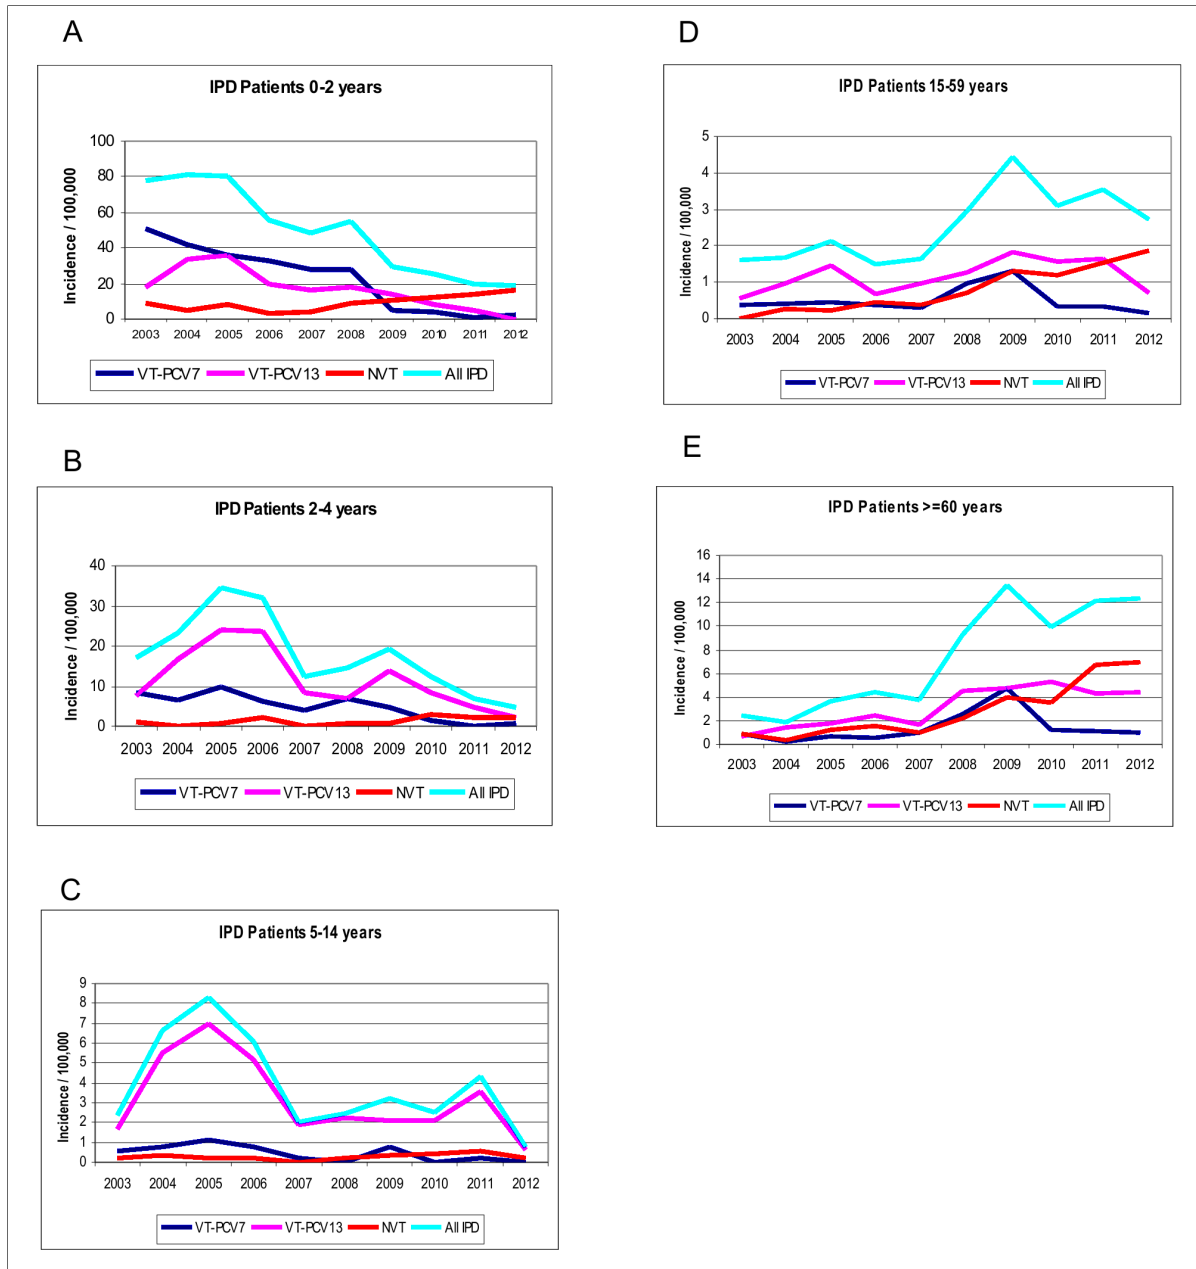 A
IPD Patients 0-2 years
Incidence / 100,000
100
80
60
40
20
0
2003 2004 2005 2006 2007 2008 2009 2010 2011 2012
VT-PCV7 VT-PCV13 NVT All IPD
B
IPD Patients 2-4 years
Incidence / 100,000
40
30
20
10
0
2003 2004 2005 2006 2007 2008 2009 2010 2011 2012
VT-PCV7 VT-PCV13 NVT All IPD
C
IPD Patients 5-14 years
Incidence / 100,000
9
8
7
6
5
4
3
2
1
0
2003 2004 2005 2006 2007 2008 2009 2010 2011 2012
VT-PCV7 VT-PCV13 NVT All IPD
D
IPD Patients 15-59 years
Incidence / 100,000
5
4
3
2
1
0
2003 2004 2005 2006 2007 2008 2009 2010 2011 2012
VT-PCV7 VT-PCV13 NVT All IPD
E
IPD Patients >=60 years
Incidence / 100,000
16
14
12
10
8
6
4
2
0
2003 2004 2005 2006 2007 2008 2009 2010 2011 2012
VT-PCV7 VT-PCV13 NVT All IPD